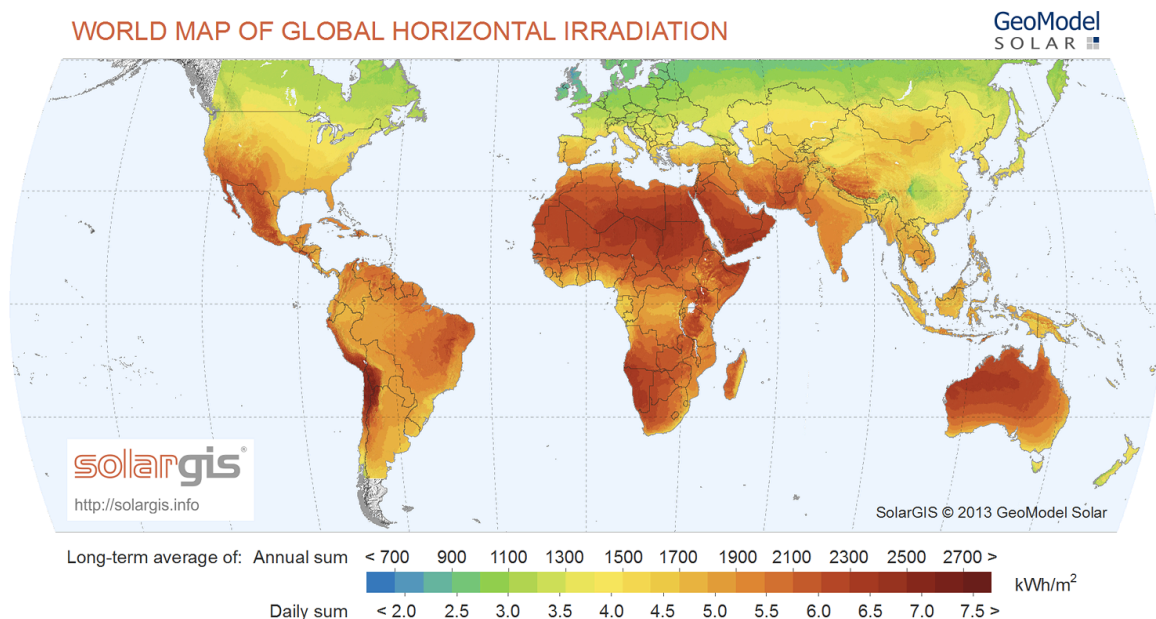 WORLD MAP OF GLOBAL HORIZONTAL IRRADIATION
GeoModel
SOLAR
solargis®
http://solargis.info
SolarGIS © 2013 GeoModel Solar
Long-term average of: Annual sum < 700 900 1100 1300 1500 1700 1900 2100 2300 2500 2700 >
kWh/m²
Daily sum < 2.0 2.5 3.0 3.5 4.0 4.5 5.0 5.5 6.0 6.5 7.0 7.5 >